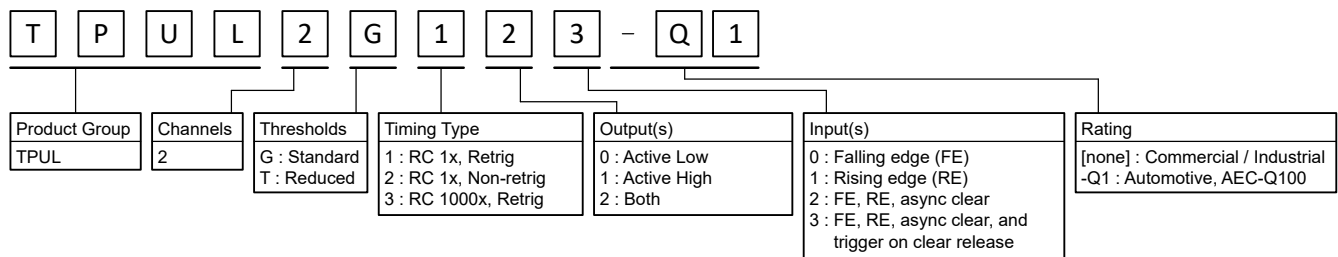 T P U L 2 G 1 2 3 - Q 1
Product Group
TPUL
Channels
2
Thresholds
G : Standard
T : Reduced
Timing Type
1 : RC 1x, Retrig
2 : RC 1x, Non-retrig
3 : RC 1000x, Retrig
Output(s)
0 : Active Low
1 : Active High
2 : Both
Input(s)
0 : Falling edge (FE)
1 : Rising edge (RE)
2 : FE, RE, async clear
3 : FE, RE, async clear, and
trigger on clear release
Rating
[none] : Commercial / Industrial
-Q1 : Automotive, AEC-Q100